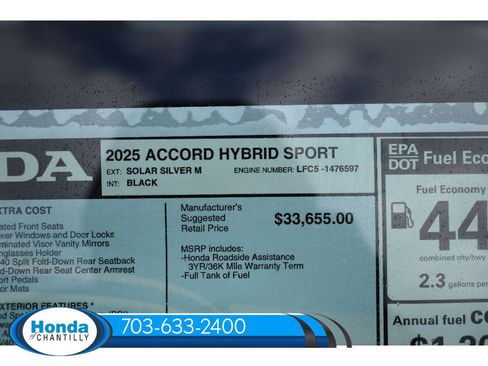 DA
2025 ACCORD HYBRID SPORT
EXT: SOLAR SILVER M ENGINE NUMBER: LFC5 -1476597
INT: BLACK
Manufacturer's
Suggested
Retail Price
$33,655.00
MSRP includes:
-Honda Roadside Assistance
3YR/36K Mile Warranty Term
-Full Tank of Fuel
XTRA COST
ated Front Seats
wer Windows and Door Locks
minated Visor Vanity Mirrors
nglasses Holder
40 Split Fold-Down Rear Seatback
d-Down Rear Seat Center Armrest
rt Pedals
or Mats
XTERIOR FEATURES *
EPA
DOT
Fuel Eco
Fuel Economy
44
combined city/hwy
2.3 gallons per
Annual fuel CO
Honda
of CHANTILLY
703-633-2400